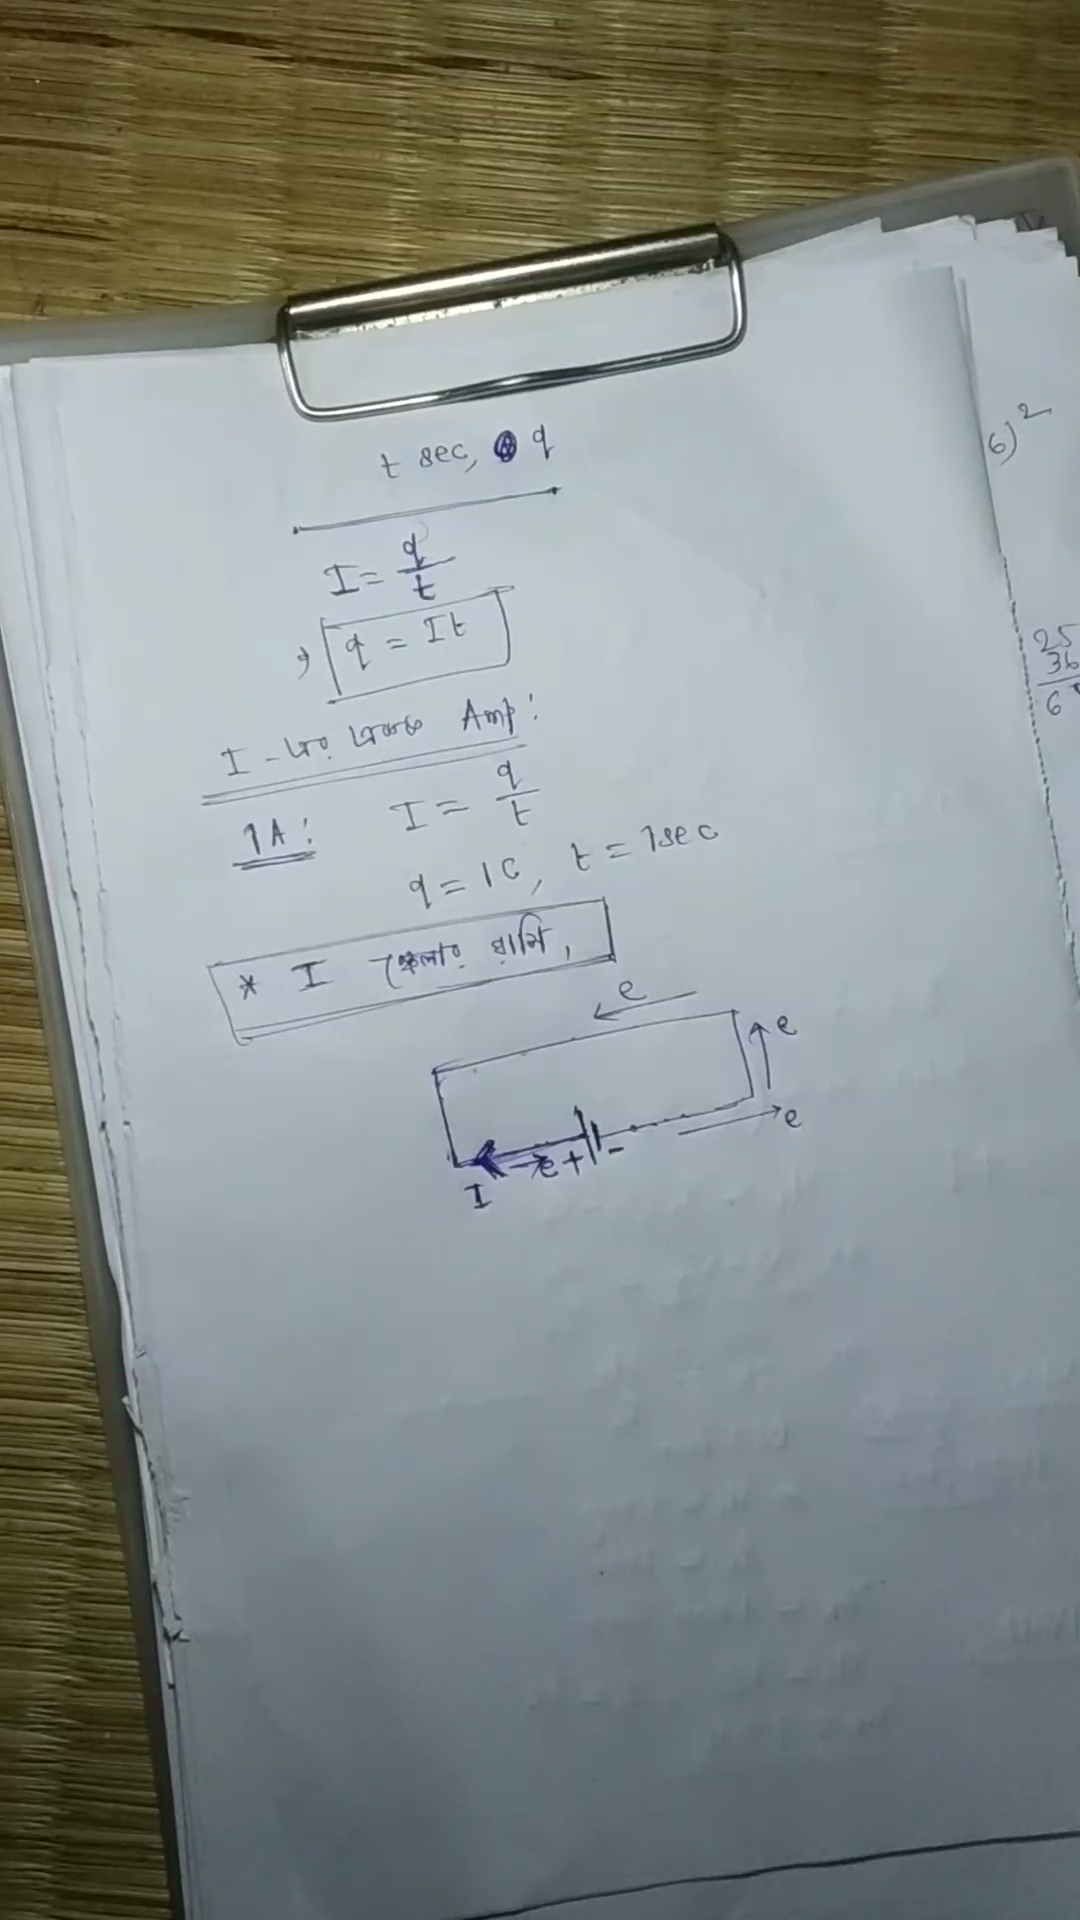 t sec, q
I = q/t
, q = It
I - এর একক Amp:
1A: I = q/t
q = 1C, t = 1sec
* I স্কেলার রাশি,
e
e
e
e + -
I
6)²
25
36
6